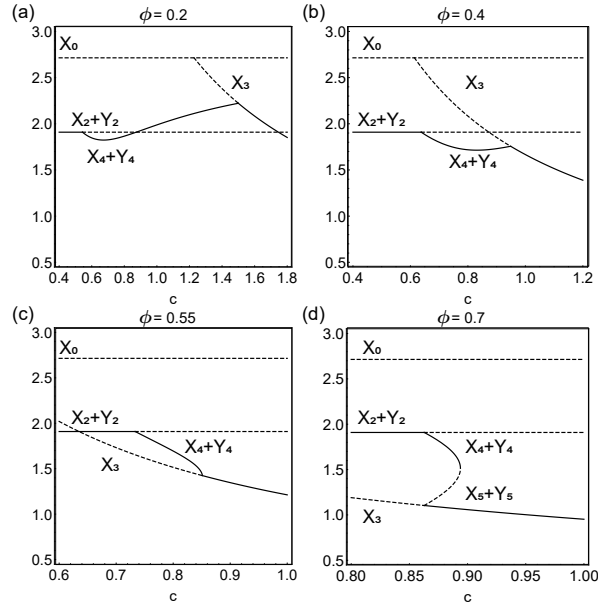 (a) ϕ = 0.2
3.0
2.5
2.0
1.5
1.0
0.5
X₀
X₃
X₂+Y₂
X₄+Y₄
0.4 0.6 0.8 1.0 1.2 1.4 1.6 1.8
c
(b) ϕ = 0.4
3.0
2.5
2.0
1.5
1.0
0.5
X₀
X₃
X₂+Y₂
X₄+Y₄
0.4 0.6 0.8 1.0 1.2
c
(c) ϕ = 0.55
3.0
2.5
2.0
1.5
1.0
0.5
X₀
X₂+Y₂
X₄+Y₄
X₃
0.6 0.7 0.8 0.9 1.0
c
(d) ϕ = 0.7
3.0
2.5
2.0
1.5
1.0
0.5
X₀
X₂+Y₂
X₄+Y₄
X₅+Y₅
X₃
0.80 0.85 0.90 0.95 1.00
c